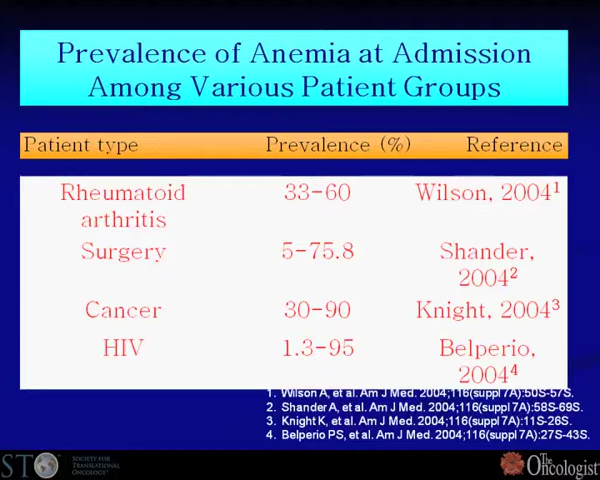 Prevalence of Anemia at Admission
Among Various Patient Groups
Patient type Prevalence (%) Reference
Rheumatoid 33-60 Wilson, 2004¹
arthritis
Surgery 5-75.8 Shander,
2004²
Cancer 30-90 Knight, 2004³
HIV 1.3-95 Belperio,
2004⁴
1. Wilson A, et al. Am J Med. 2004;116(suppl 7A):50S-57S.
2. Shander A, et al. Am J Med. 2004;116(suppl 7A):58S-69S.
3. Knight K, et al. Am J Med. 2004;116(suppl 7A):11S-26S.
4. Belperio PS, et al. Am J Med. 2004;116(suppl 7A):27S-43S.
STO SOCIETY FOR
TRANSLATIONAL
ONCOLOGY
The
Oncologist